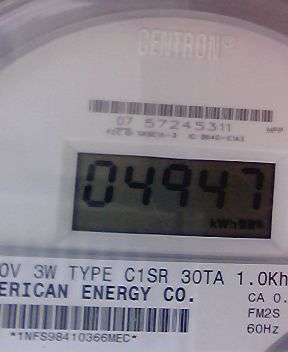 CENTRON®
07 57245311
04947
kWh
0V 3W TYPE C1SR 30TA 1.0Kh
ERICAN ENERGY CO.
CA 0.
FM2S
60Hz
*1NFS98410366MEC*